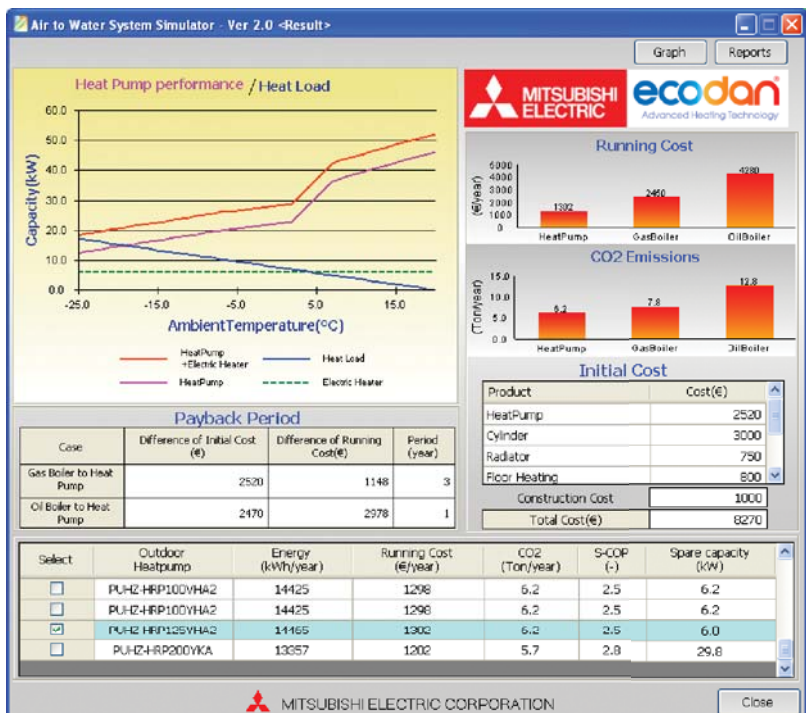 Air to Water System Simulator - Ver 2.0 <Result>
Graph Reports
Heat Pump performance / Heat Load
60.0
50.0
40.0
30.0
20.0
10.0
0.0
Capacity(kW)
-25.0 -15.0 -5.0 5.0 15.0
AmbientTemperature(°C)
HeatPump
+Electric Heater
Heat Load
HeatPump
Electric Heater
MITSUBISHI
ELECTRIC
ecodan®
Advanced Heating Technology
Running Cost
(€/year)
6000
5000
4000
3000
2000
1000
0
1302 2450 4280
HeatPump GasBoiler OilBoiler
CO2 Emissions
(Ton/year)
15.0
10.0
5.0
0.0
6.2 7.8 12.8
HeatPump GasBoiler OilBoiler
Payback Period
Case Difference of Initial Cost (€) Difference of Running Cost(€) Period (year)
Gas Boiler to Heat Pump 2520 1148 3
Oil Boiler to Heat Pump 2470 2978 1
Initial Cost
Product Cost(€)
HeatPump 2520
Cylinder 3000
Radiator 750
Floor Heating 800
Construction Cost 1000
Total Cost(€) 8270
Select Outdoor Heatpump Energy (kWh/year) Running Cost (€/year) CO2 (Ton/year) S-COP (-) Spare capacity (kW)
PUHZ-HRP100VHA2 14425 1298 6.2 2.5 6.2
PUHZ-HRP100YHA2 14425 1298 6.2 2.5 6.2
PUHZ-HRP125YHA2 14465 1302 6.2 2.5 6.0
PUHZ-HRP200YKA 13357 1202 5.7 2.8 29.8
MITSUBISHI ELECTRIC CORPORATION
Close